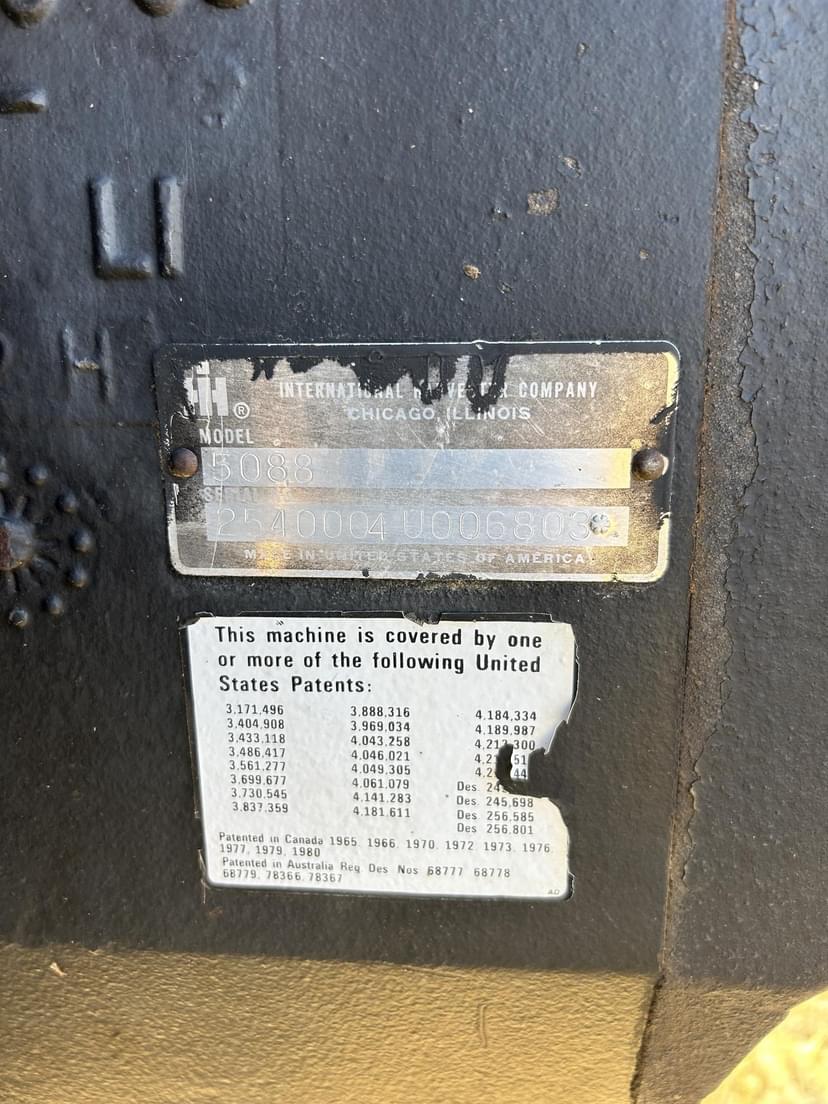 LI
H
IH ®
INTERNATIONAL HARVESTER COMPANY
CHICAGO, ILLINOIS
MODEL
5088
SERIAL
2540004U006803
MADE IN UNITED STATES OF AMERICA
This machine is covered by one
or more of the following United
States Patents:
3,171,496 3,888,316 4,184,334
3,404,908 3,969,034 4,189,987
3,433,118 4,043,258
3,486,417 4,046,021
3,561,277 4,049,305
3,699,677 4,061,079 Des.
3,730,545 4,141,283 Des. 245,698
3,837,359 4,181,611 Des 256,585
Des 256,801
Patented in Canada 1965, 1966, 1970, 1972, 1973, 1976
1977, 1979, 1980
Patented in Australia Reg Des Nos 68777 68778
68779, 78366, 78367
AD